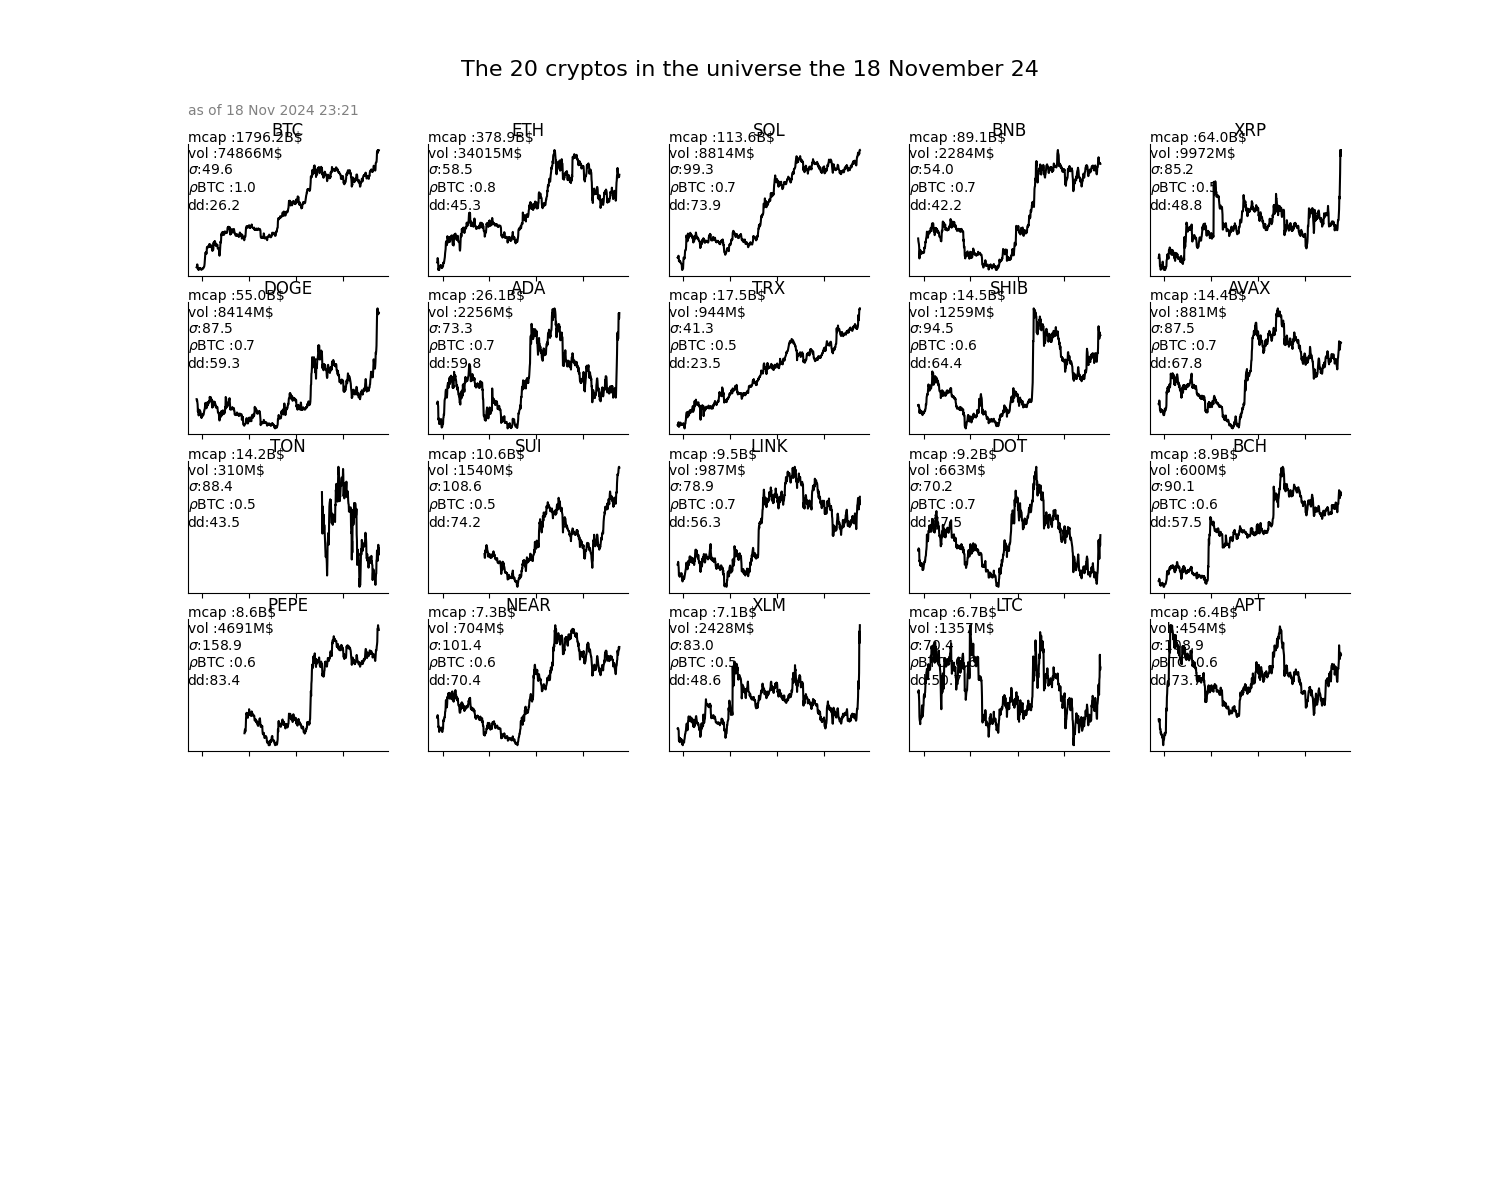 The 20 cryptos in the universe the 18 November 24
as of 18 Nov 2024 23:21
BTC
mcap :1796.2B$
vol :74866M$
σ:49.6
ρBTC :1.0
dd:26.2
ETH
mcap :378.9B$
vol :34015M$
σ:58.5
ρBTC :0.8
dd:45.3
SOL
mcap :113.6B$
vol :8814M$
σ:99.3
ρBTC :0.7
dd:73.9
BNB
mcap :89.1B$
vol :2284M$
σ:54.0
ρBTC :0.7
dd:42.2
XRP
mcap :64.0B$
vol :9972M$
σ:85.2
ρBTC :0.5
dd:48.8
DOGE
mcap :55.0B$
vol :8414M$
σ:87.5
ρBTC :0.7
dd:59.3
ADA
mcap :26.1B$
vol :2256M$
σ:73.3
ρBTC :0.7
dd:59.8
TRX
mcap :17.5B$
vol :944M$
σ:41.3
ρBTC :0.5
dd:23.5
SHIB
mcap :14.5B$
vol :1259M$
σ:94.5
ρBTC :0.6
dd:64.4
AVAX
mcap :14.4B$
vol :881M$
σ:87.5
ρBTC :0.7
dd:67.8
TON
mcap :14.2B$
vol :310M$
σ:88.4
ρBTC :0.5
dd:43.5
SUI
mcap :10.6B$
vol :1540M$
σ:108.6
ρBTC :0.5
dd:74.2
LINK
mcap :9.5B$
vol :987M$
σ:78.9
ρBTC :0.7
dd:56.3
DOT
mcap :9.2B$
vol :663M$
σ:70.2
ρBTC :0.7
BCH
mcap :8.9B$
vol :600M$
σ:90.1
ρBTC :0.6
dd:57.5
PEPE
mcap :8.6B$
vol :4691M$
σ:158.9
ρBTC :0.6
dd:83.4
NEAR
mcap :7.3B$
vol :704M$
σ:101.4
ρBTC :0.6
dd:70.4
XLM
mcap :7.1B$
vol :2428M$
σ:83.0
ρBTC :0.5
dd:48.6
LTC
mcap :6.7B$
vol :1357M$
APT
mcap :6.4B$
vol :454M$
σ:108.9
ρBTC :0.6